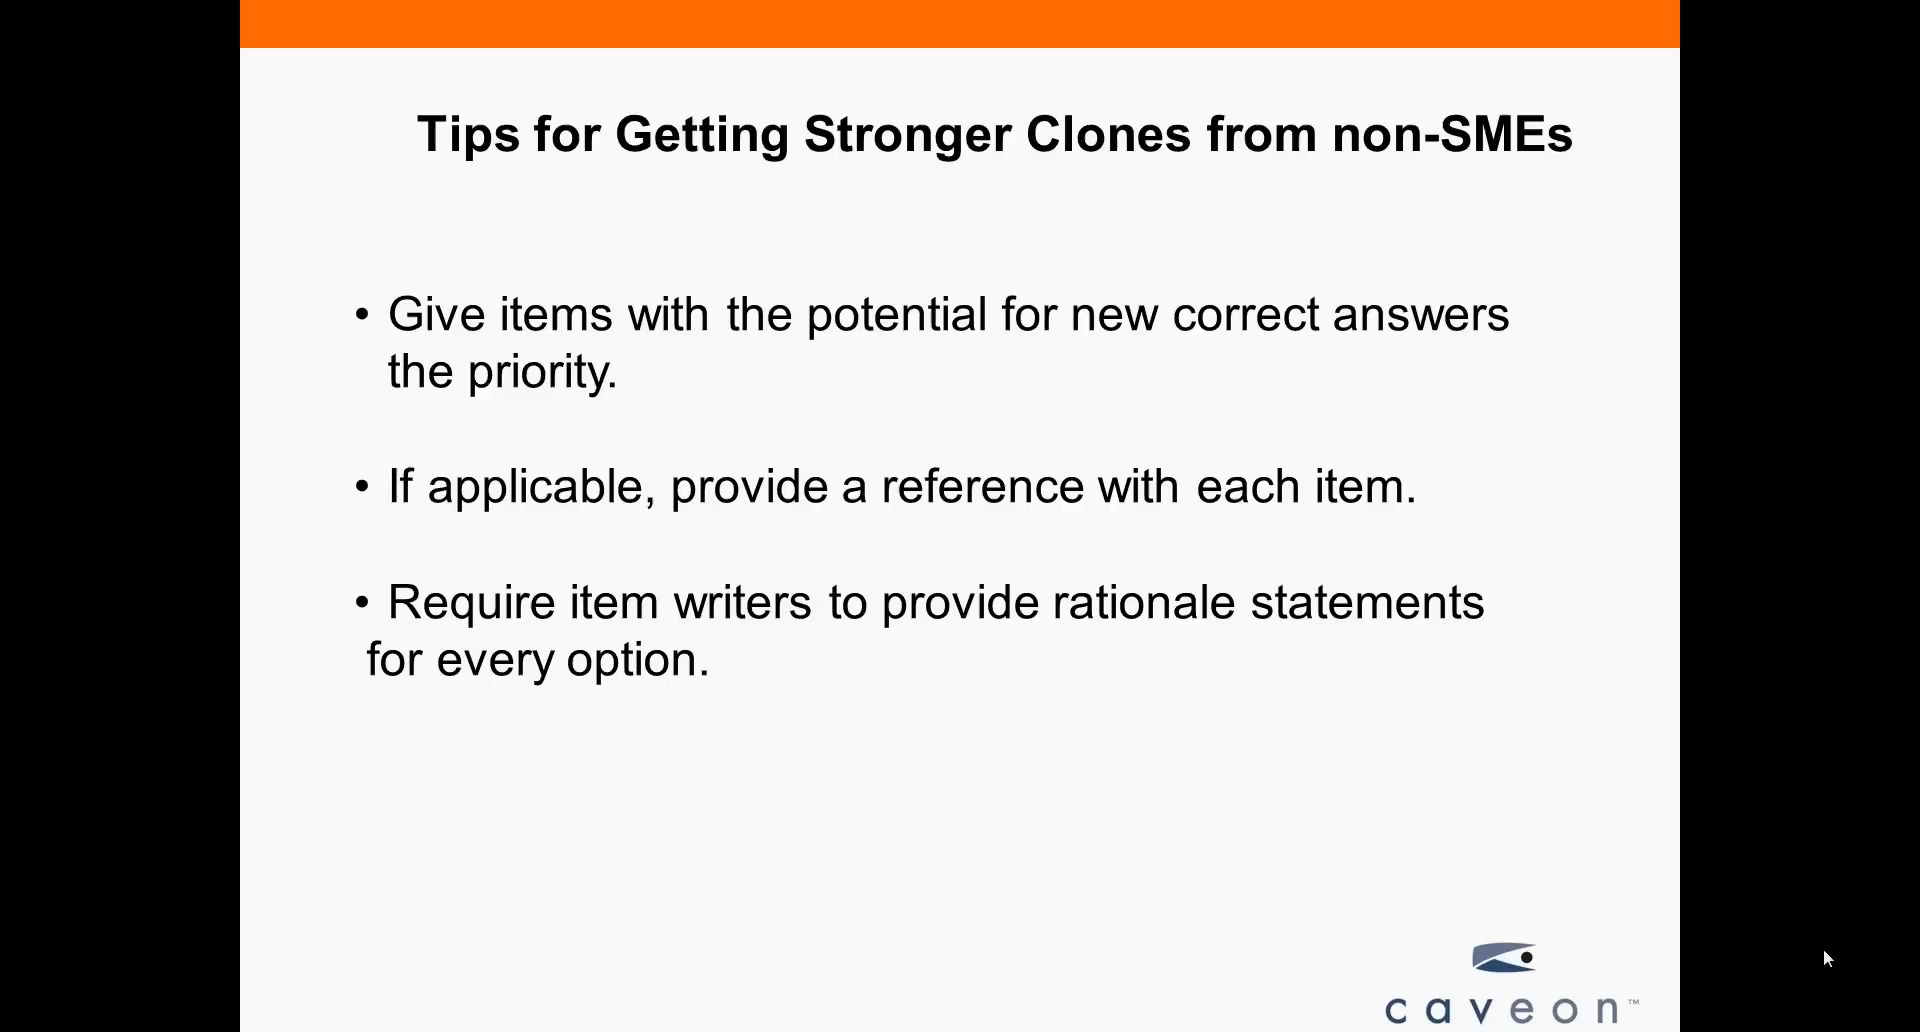 Tips for Getting Stronger Clones from non-SMEs
• Give items with the potential for new correct answers
the priority.
• If applicable, provide a reference with each item.
• Require item writers to provide rationale statements
for every option.
caveon™